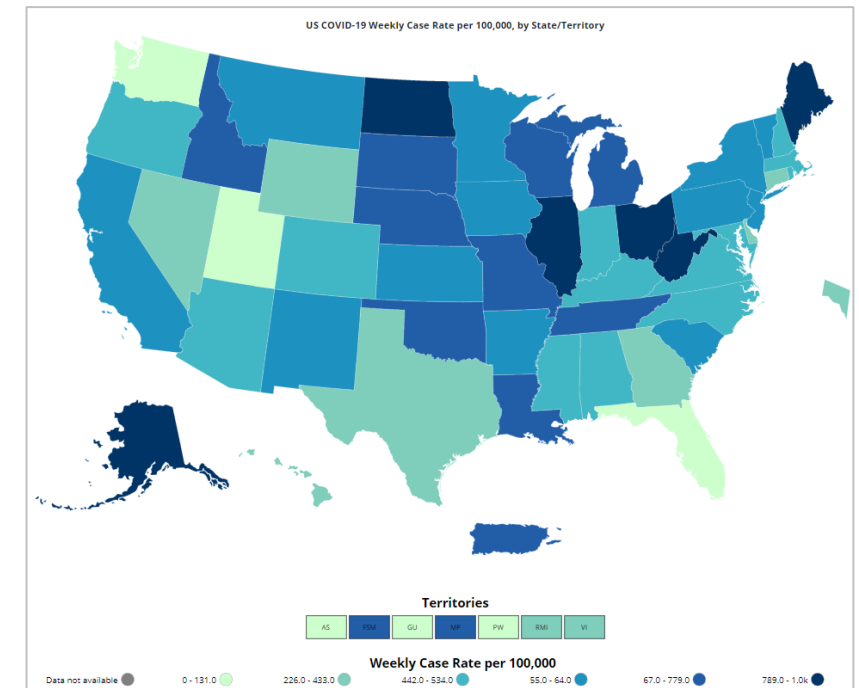 US COVID-19 Weekly Case Rate per 100,000, by State/Territory
Territories
AS FSM GU MP PW RMI VI
Weekly Case Rate per 100,000
Data not available 0 - 131.0 226.0 - 433.0 442.0 - 534.0 55.0 - 64.0 67.0 - 779.0 789.0 - 1.0k